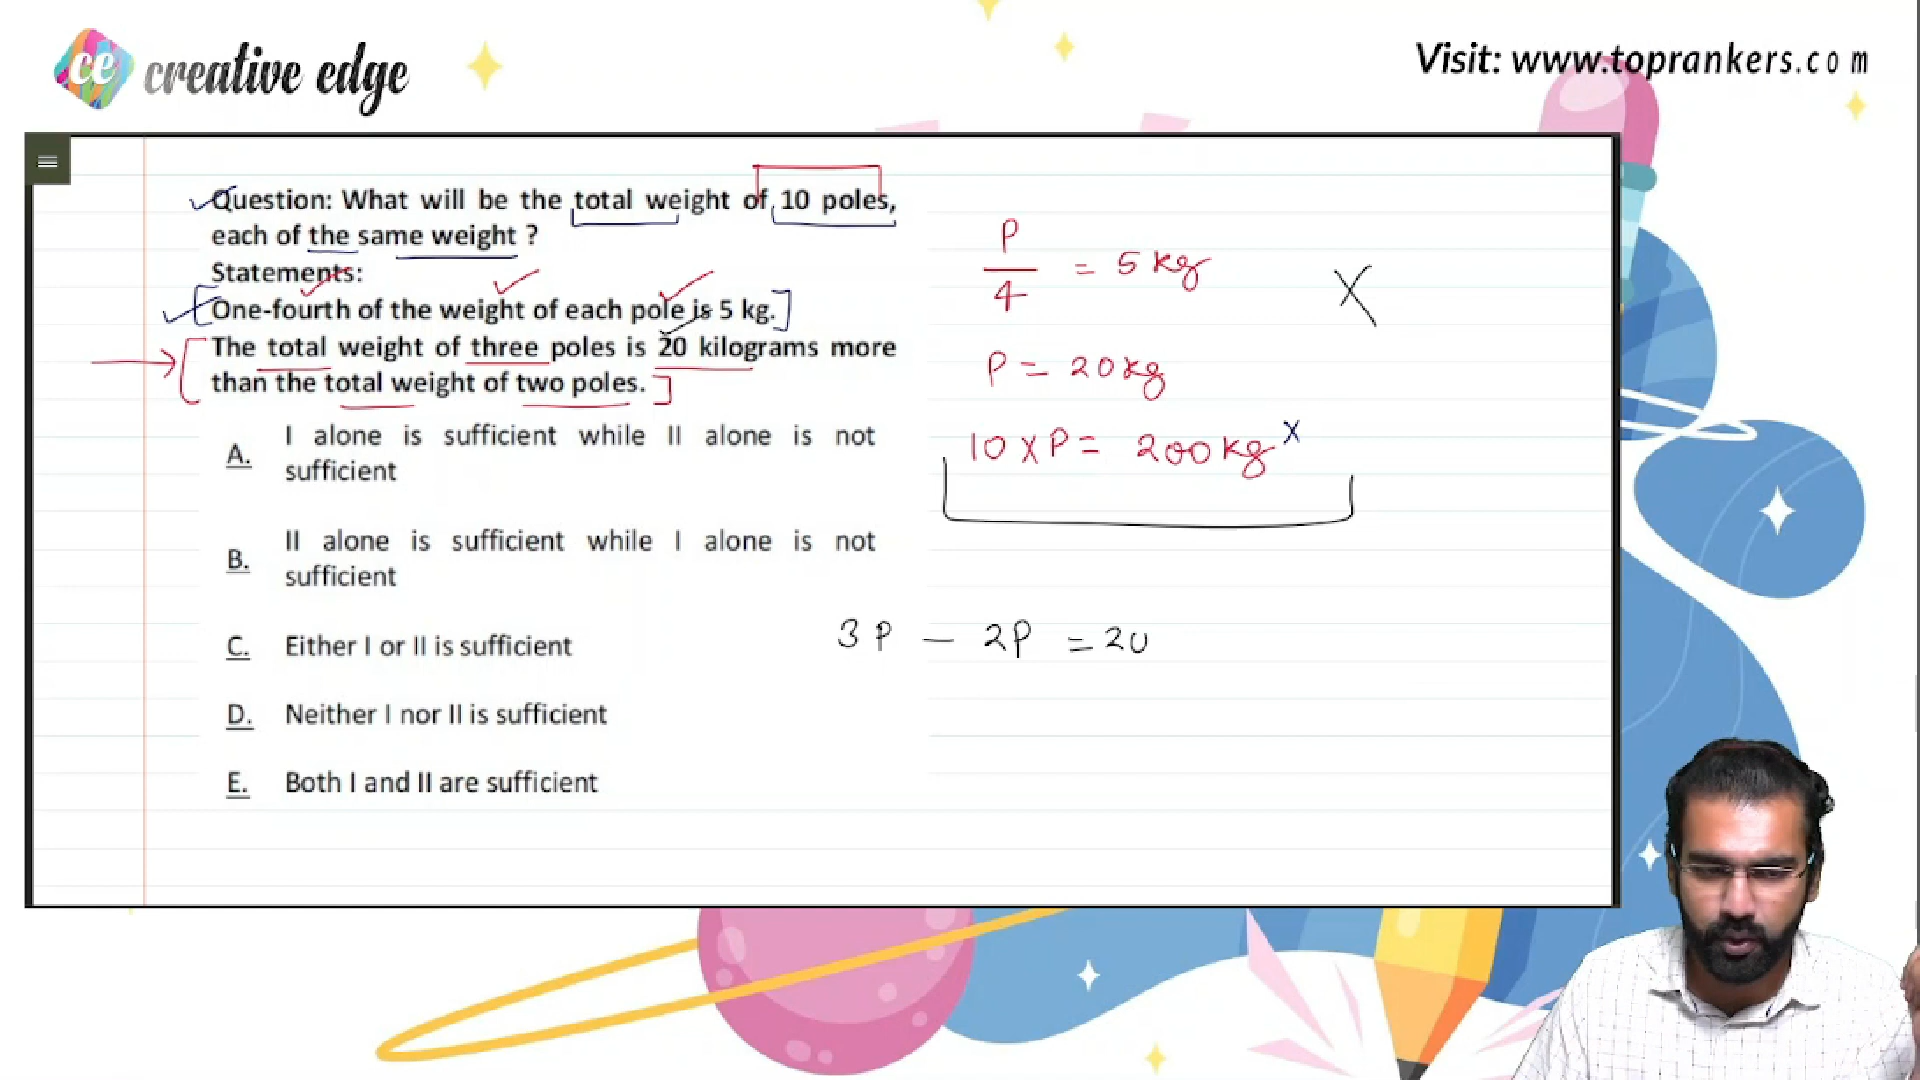 ce creative edge
Visit: www.toprankers.com
Question: What will be the total weight of 10 poles,
each of the same weight ?
Statements:
One-fourth of the weight of each pole is 5 kg.
The total weight of three poles is 20 kilograms more
than the total weight of two poles.
A. I alone is sufficient while II alone is not
sufficient
B. II alone is sufficient while I alone is not
sufficient
C. Either I or II is sufficient
D. Neither I nor II is sufficient
E. Both I and II are sufficient
P/4 = 5 kg
X
P = 20 kg
10 x P = 200 kg x
3P - 2P = 20